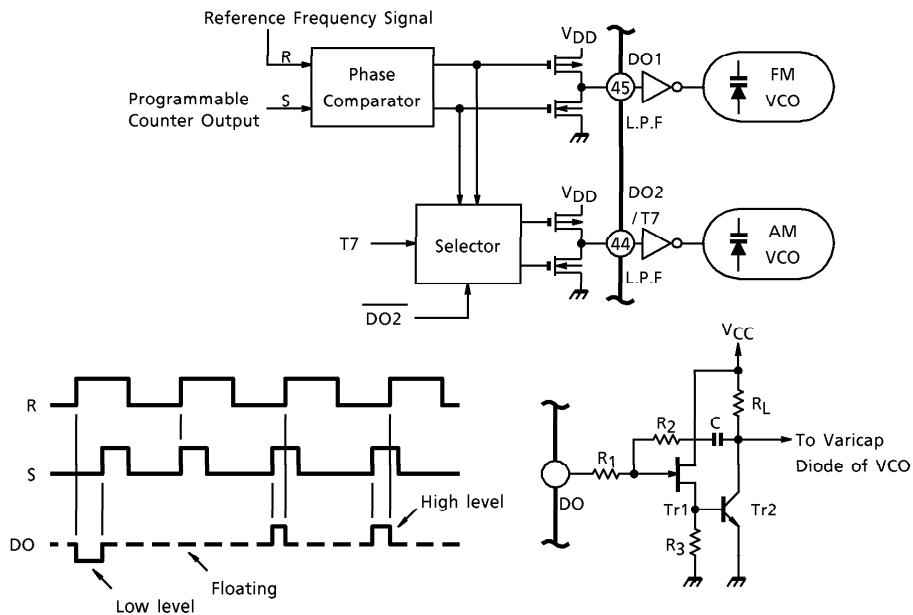 Reference Frequency Signal
R
Phase
Comparator
Programmable
Counter Output
S
VDD
45
DO1
L.P.F
FM
VCO
VDD
T7
Selector
DO2
DO2
/T7
44
L.P.F
AM
VCO
R
S
DO
High level
Floating
Low level
VCC
RL
R2
C
R1
DO
Tr1
Tr2
R3
To Varicap
Diode of VCO